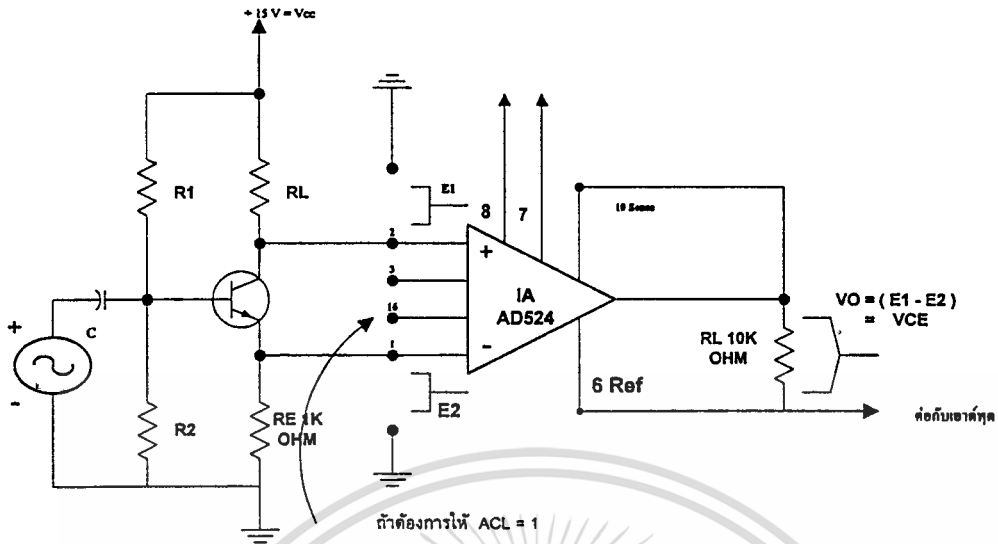 + 15 V = Vcc
R1
RL
E1
8
7
10 Sense
2
+
3
IA
AD524
16
C
+
-
1
-
VO = ( E1 - E2 )
= VCE
RL 10K
OHM
6 Ref
E2
R2
RE 1K
OHM
ต่อกับเอาต์พุต
ถ้าต้องการให้ ACL = 1